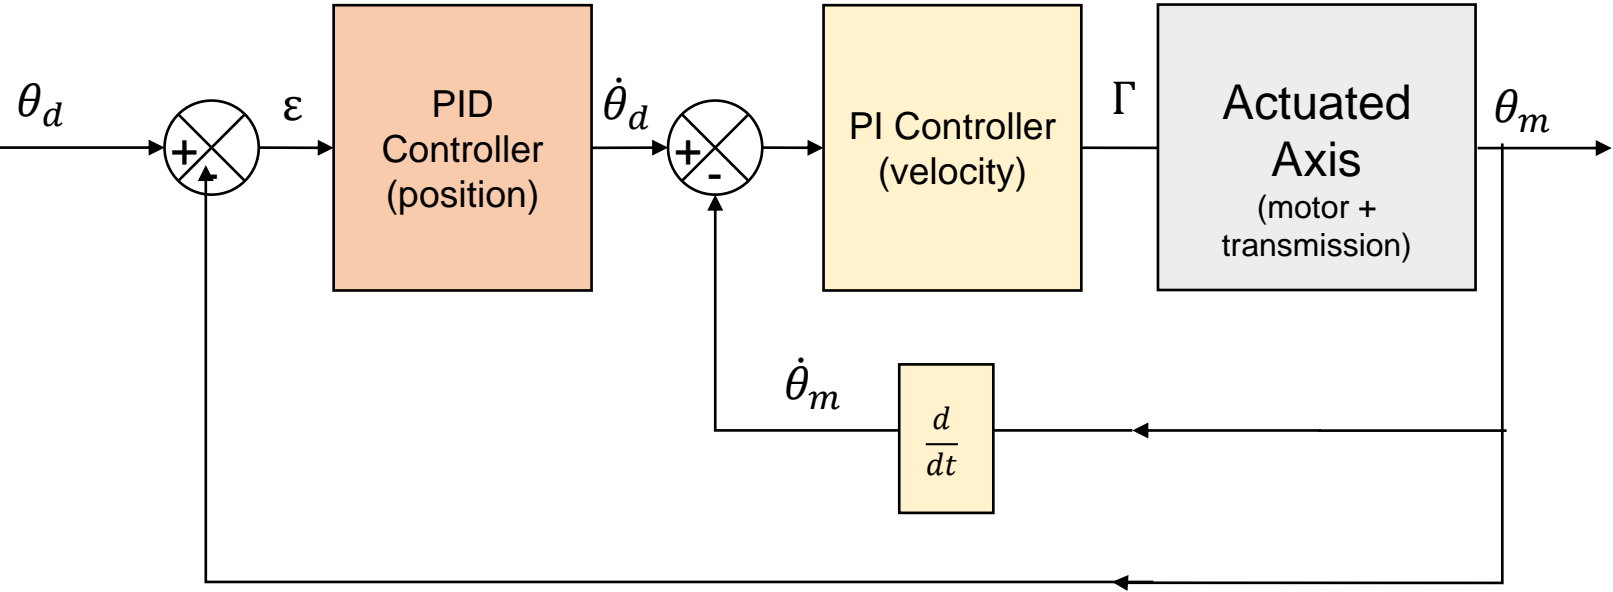 θ_d
+
-
ε
PID
Controller
(position)
θ̇_d
+
-
PI Controller
(velocity)
Γ
Actuated
Axis
(motor +
transmission)
θ_m
θ̇_m
d
dt